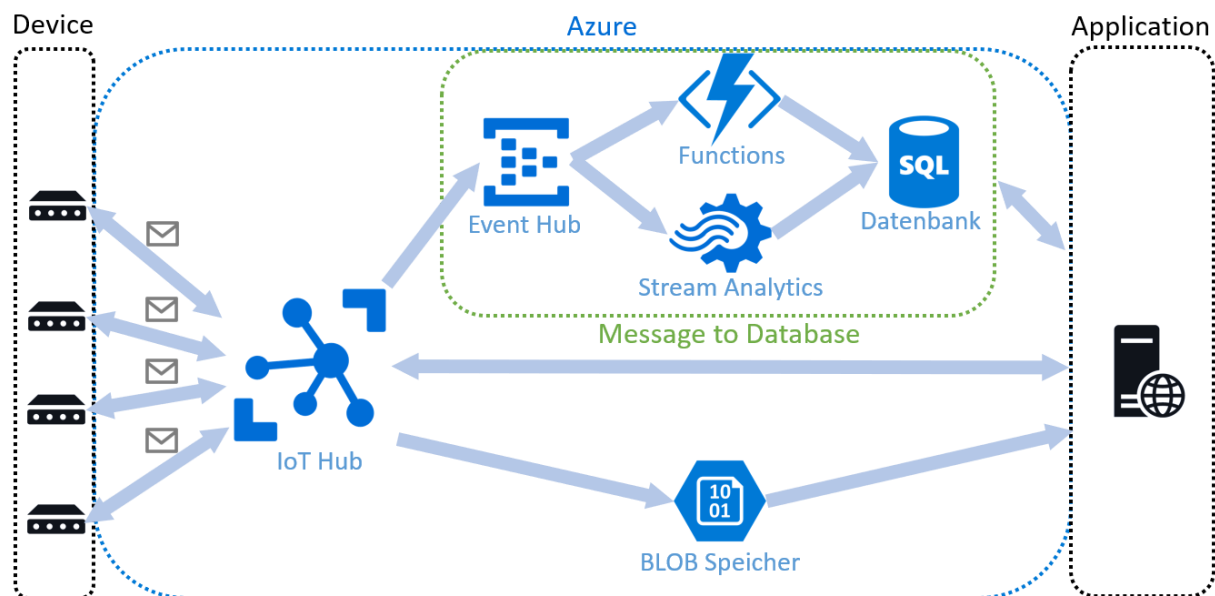 Device
Azure
Application
Functions
Event Hub
SQL
Datenbank
Stream Analytics
Message to Database
IoT Hub
10
01
BLOB Speicher